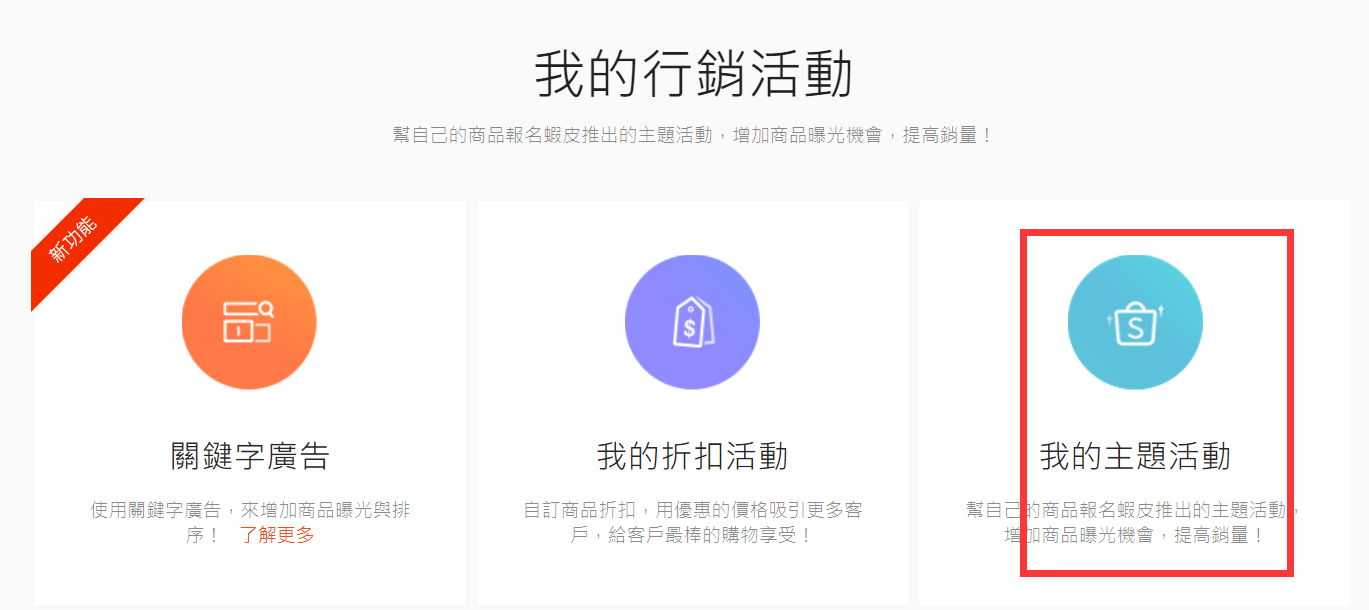 我的行銷活動
幫自己的商品報名蝦皮推出的主題活動，增加商品曝光機會，提高銷量！
新功能
關鍵字廣告
使用關鍵字廣告，來增加商品曝光與排
序！ 了解更多
我的折扣活動
自訂商品折扣，用優惠的價格吸引更多客
戶，給客戶最棒的購物享受！
我的主題活動
幫自己的商品報名蝦皮推出的主題活動，
增加商品曝光機會，提高銷量！